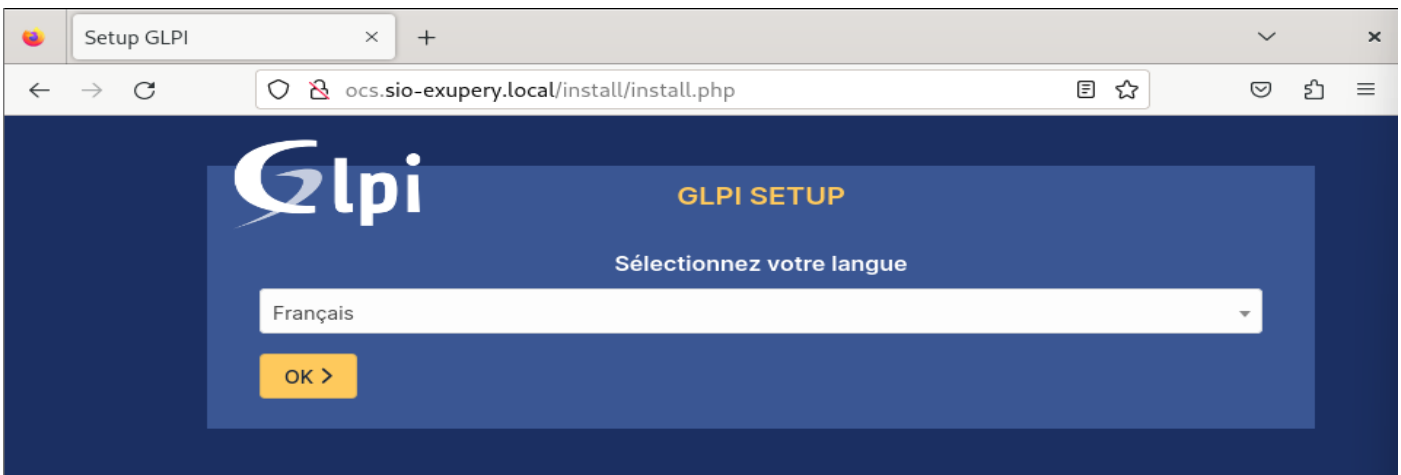 Setup GLPI
ocs.sio-exupery.local/install/install.php
Glpi
GLPI SETUP
Sélectionnez votre langue
Français
OK >